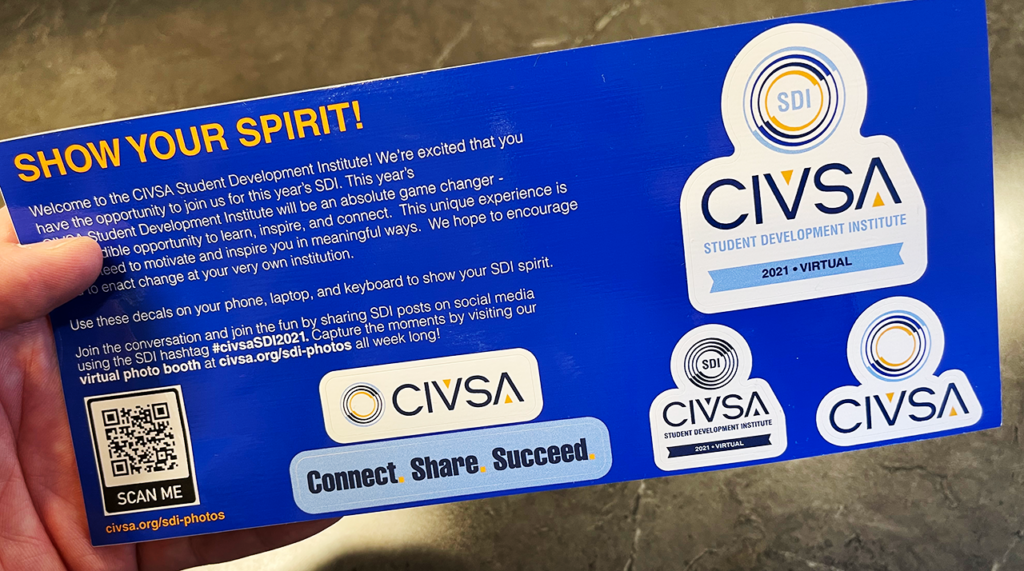 SHOW YOUR SPIRIT!
Welcome to the CIVSA Student Development Institute! We're excited that you
have the opportunity to join us for this year's SDI. This year's
Student Development Institute will be an absolute game changer -
opportunity to learn, inspire, and connect. This unique experience is
to motivate and inspire you in meaningful ways. We hope to encourage
to enact change at your very own institution.
Use these decals on your phone, laptop, and keyboard to show your SDI spirit.
Join the conversation and join the fun by sharing SDI posts on social media
using the SDI hashtag #civsaSDI2021. Capture the moments by visiting our
virtual photo booth at civsa.org/sdi-photos all week long!
SCAN ME
civsa.org/sdi-photos
CIVSA
Connect. Share. Succeed.
SDI
CIVSA
STUDENT DEVELOPMENT INSTITUTE
2021 • VIRTUAL
SDI
CIVSA
STUDENT DEVELOPMENT INSTITUTE
2021 • VIRTUAL
CIVSA